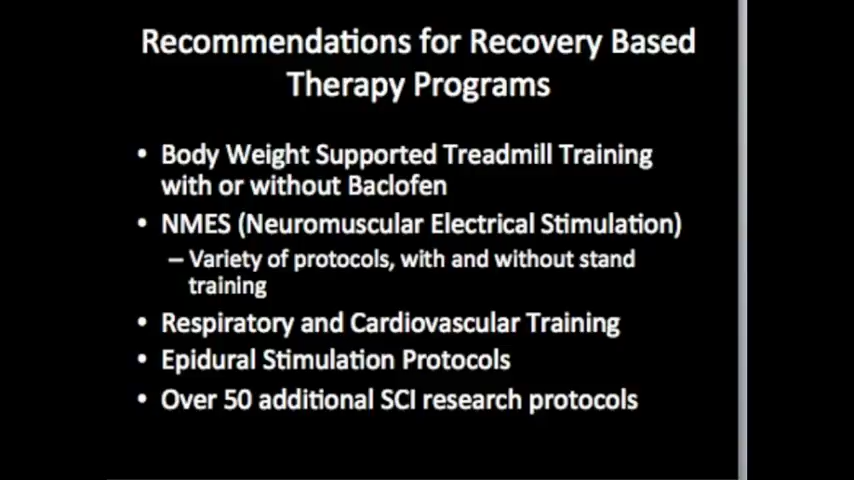 Recommendations for Recovery Based
Therapy Programs
• Body Weight Supported Treadmill Training
with or without Baclofen
• NMES (Neuromuscular Electrical Stimulation)
– Variety of protocols, with and without stand
training
• Respiratory and Cardiovascular Training
• Epidural Stimulation Protocols
• Over 50 additional SCI research protocols